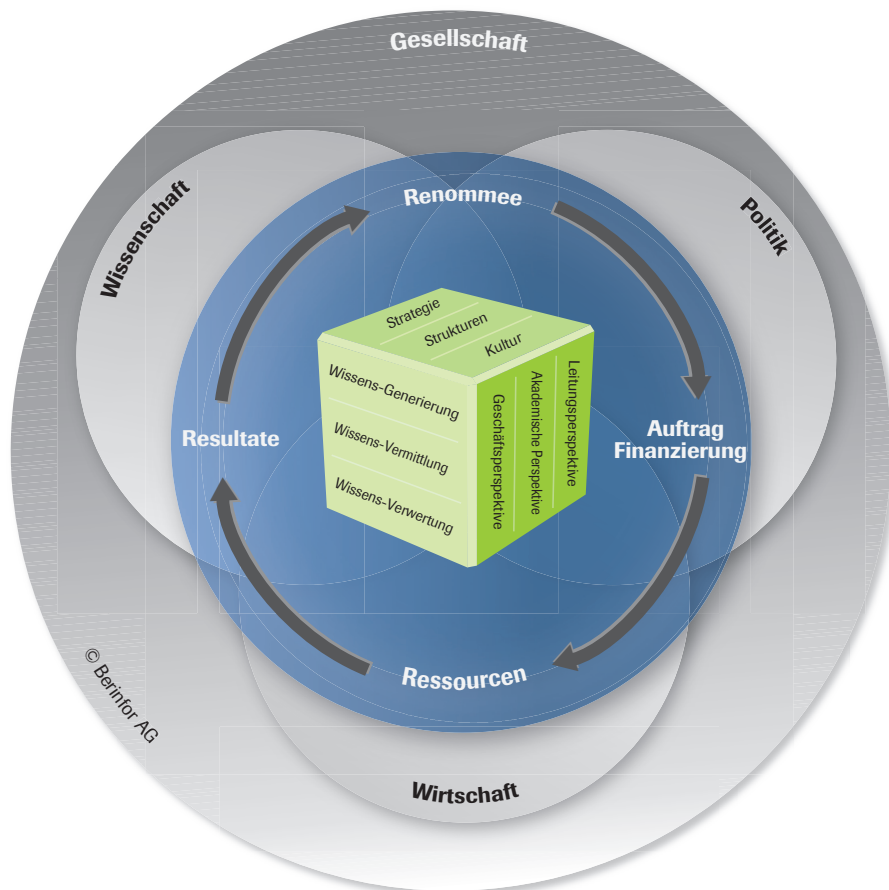 Gesellschaft
Wissenschaft
Politik
Renommee
Strategie
Strukturen
Kultur
Wissens-Generierung
Wissens-Vermittlung
Wissens-Verwertung
Geschäftsperspektive
Akademische Perspektive
Leitungsperspektive
Resultate
Auftrag
Finanzierung
Ressourcen
© Berinfor AG
Wirtschaft